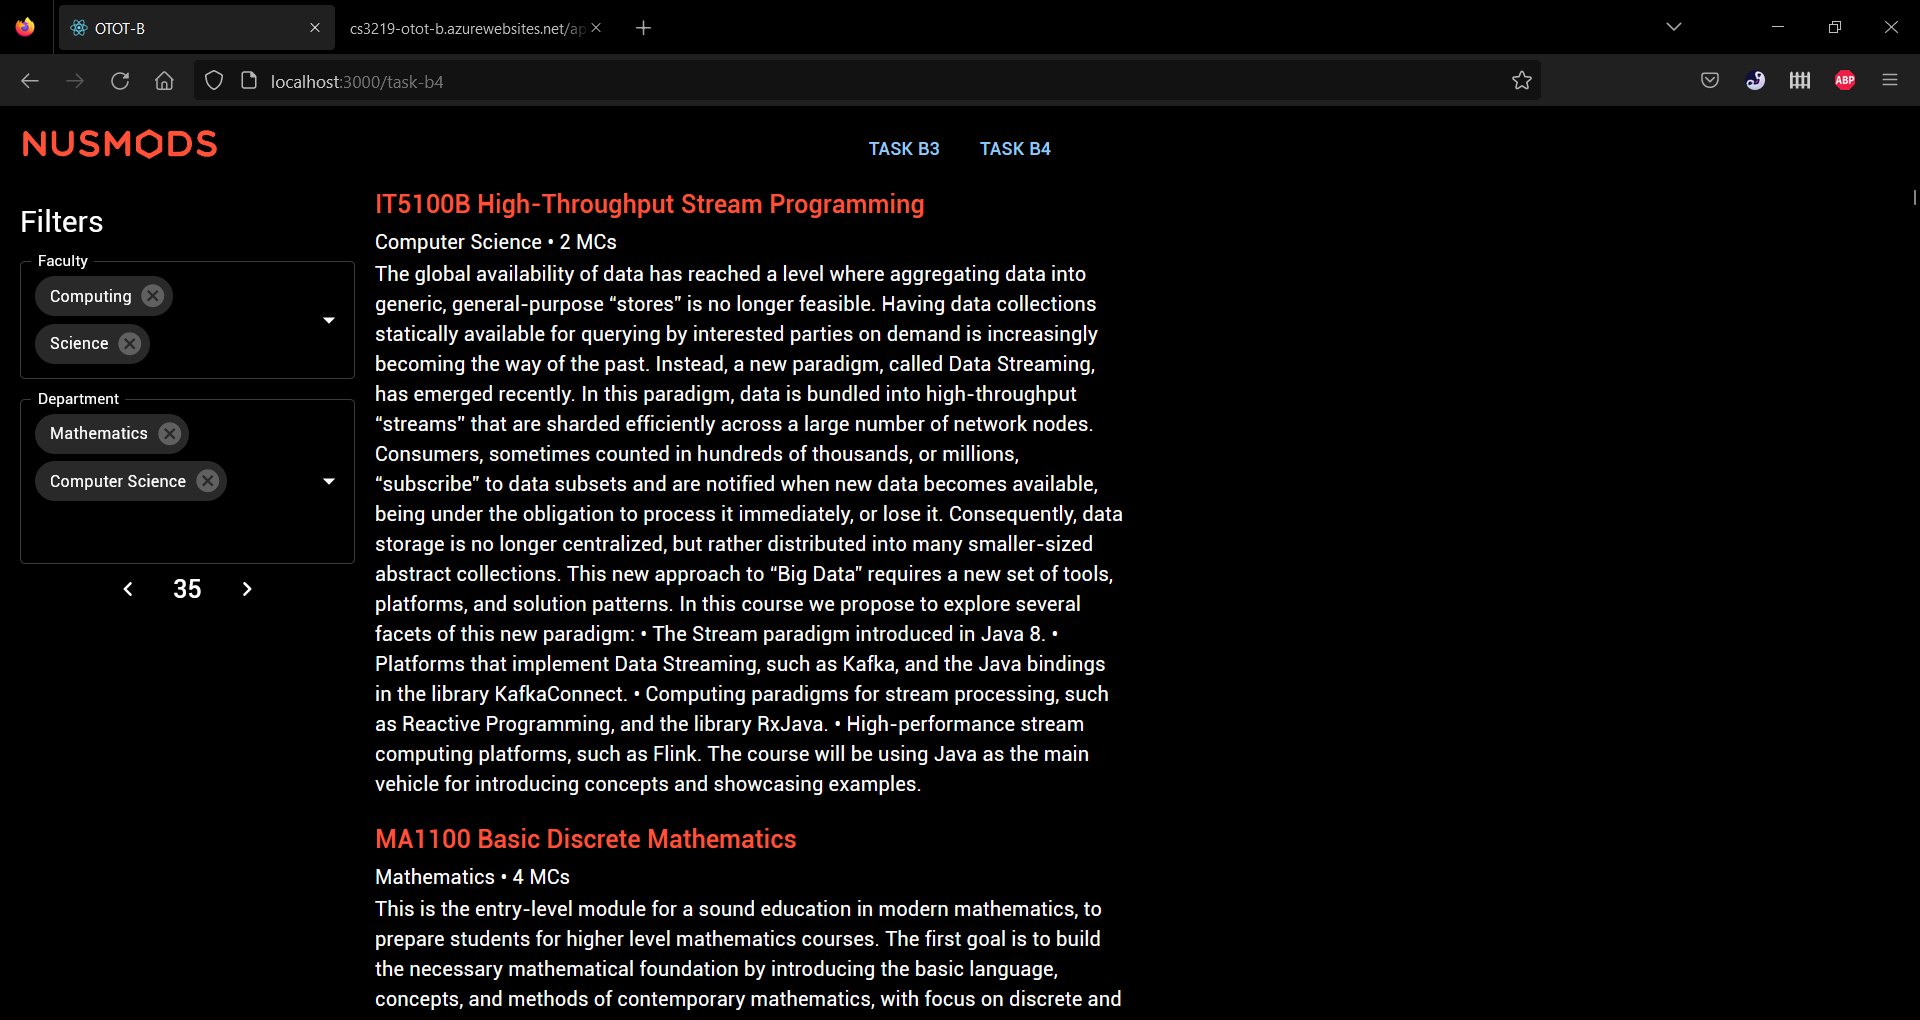 OTOT-B
cs3219-otot-b.azurewebsites.net/ap
localhost:3000/task-b4
ABP
NUSMODS
TASK B3
TASK B4
Filters
Faculty
Computing
Science
Department
Mathematics
Computer Science
35
IT5100B High-Throughput Stream Programming
Computer Science • 2 MCs
The global availability of data has reached a level where aggregating data into
generic, general-purpose “stores” is no longer feasible. Having data collections
statically available for querying by interested parties on demand is increasingly
becoming the way of the past. Instead, a new paradigm, called Data Streaming,
has emerged recently. In this paradigm, data is bundled into high-throughput
“streams” that are sharded efficiently across a large number of network nodes.
Consumers, sometimes counted in hundreds of thousands, or millions,
“subscribe” to data subsets and are notified when new data becomes available,
being under the obligation to process it immediately, or lose it. Consequently, data
storage is no longer centralized, but rather distributed into many smaller-sized
abstract collections. This new approach to “Big Data” requires a new set of tools,
platforms, and solution patterns. In this course we propose to explore several
facets of this new paradigm: • The Stream paradigm introduced in Java 8. •
Platforms that implement Data Streaming, such as Kafka, and the Java bindings
in the library KafkaConnect. • Computing paradigms for stream processing, such
as Reactive Programming, and the library RxJava. • High-performance stream
computing platforms, such as Flink. The course will be using Java as the main
vehicle for introducing concepts and showcasing examples.
MA1100 Basic Discrete Mathematics
Mathematics • 4 MCs
This is the entry-level module for a sound education in modern mathematics, to
prepare students for higher level mathematics courses. The first goal is to build
the necessary mathematical foundation by introducing the basic language,
concepts, and methods of contemporary mathematics, with focus on discrete and